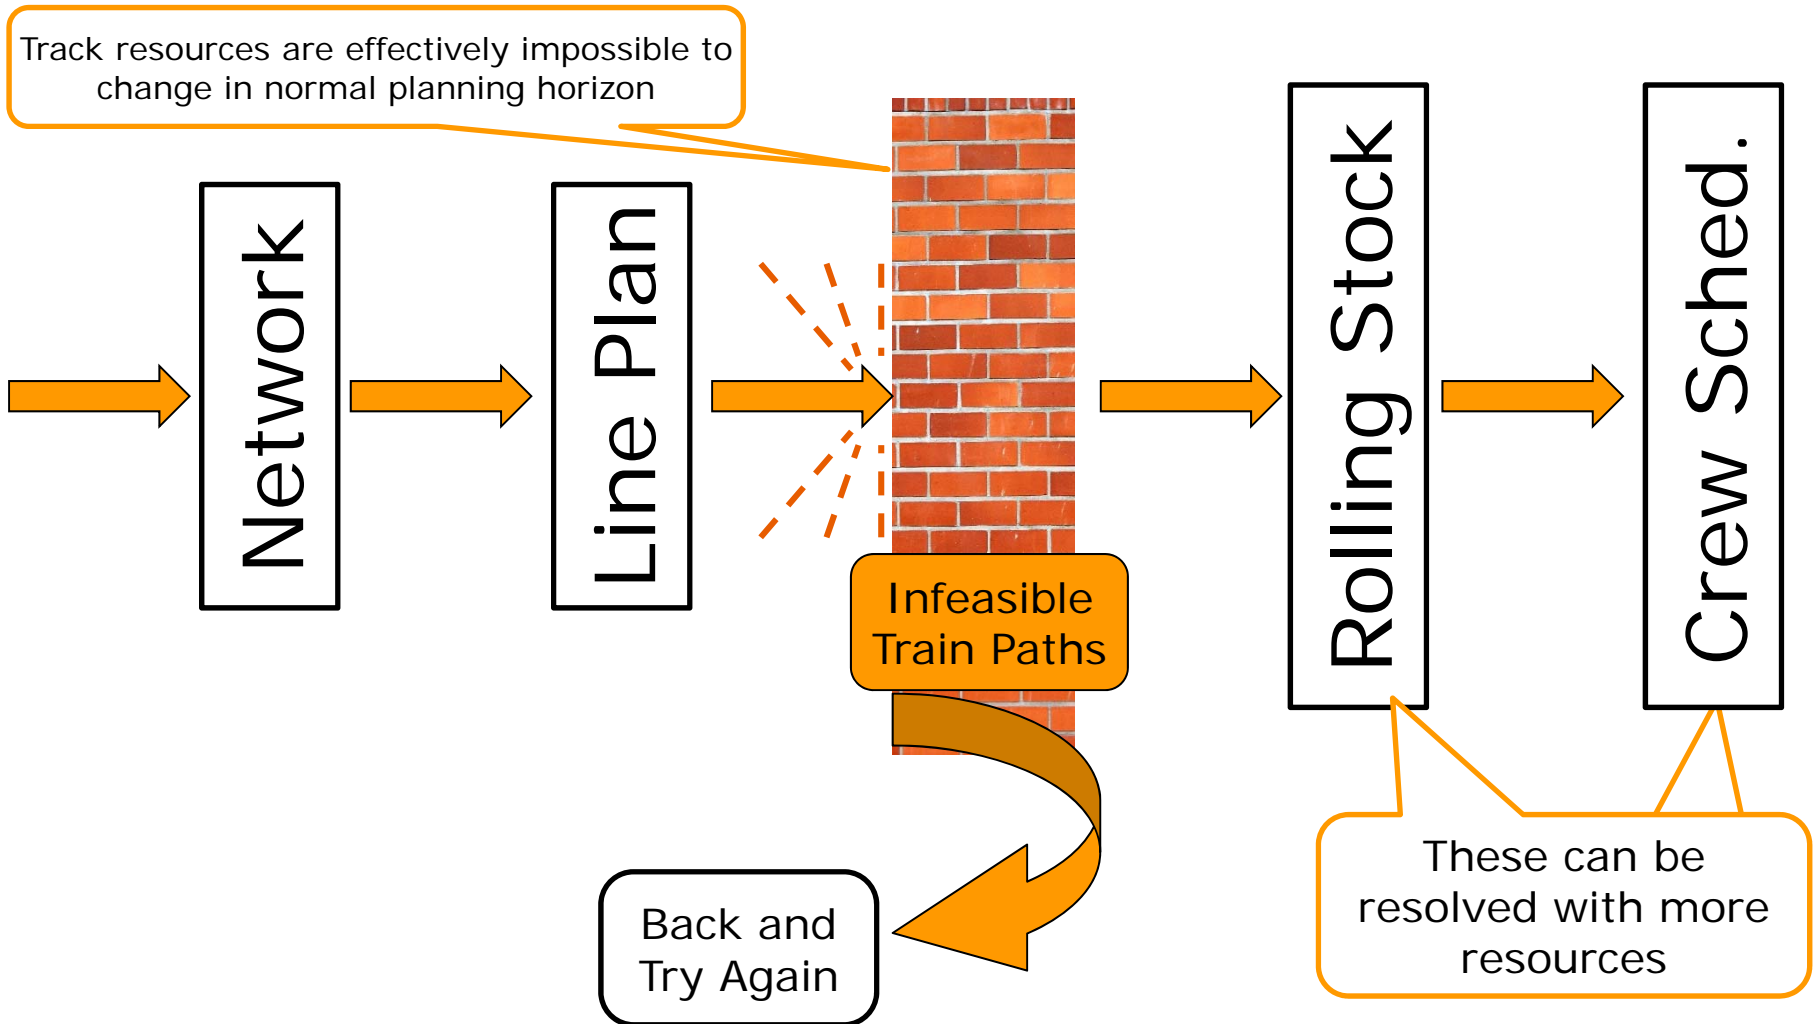 Track resources are effectively impossible to
change in normal planning horizon
Network
Line Plan
Infeasible
Train Paths
Back and
Try Again
Rolling Stock
Crew Sched.
These can be
resolved with more
resources